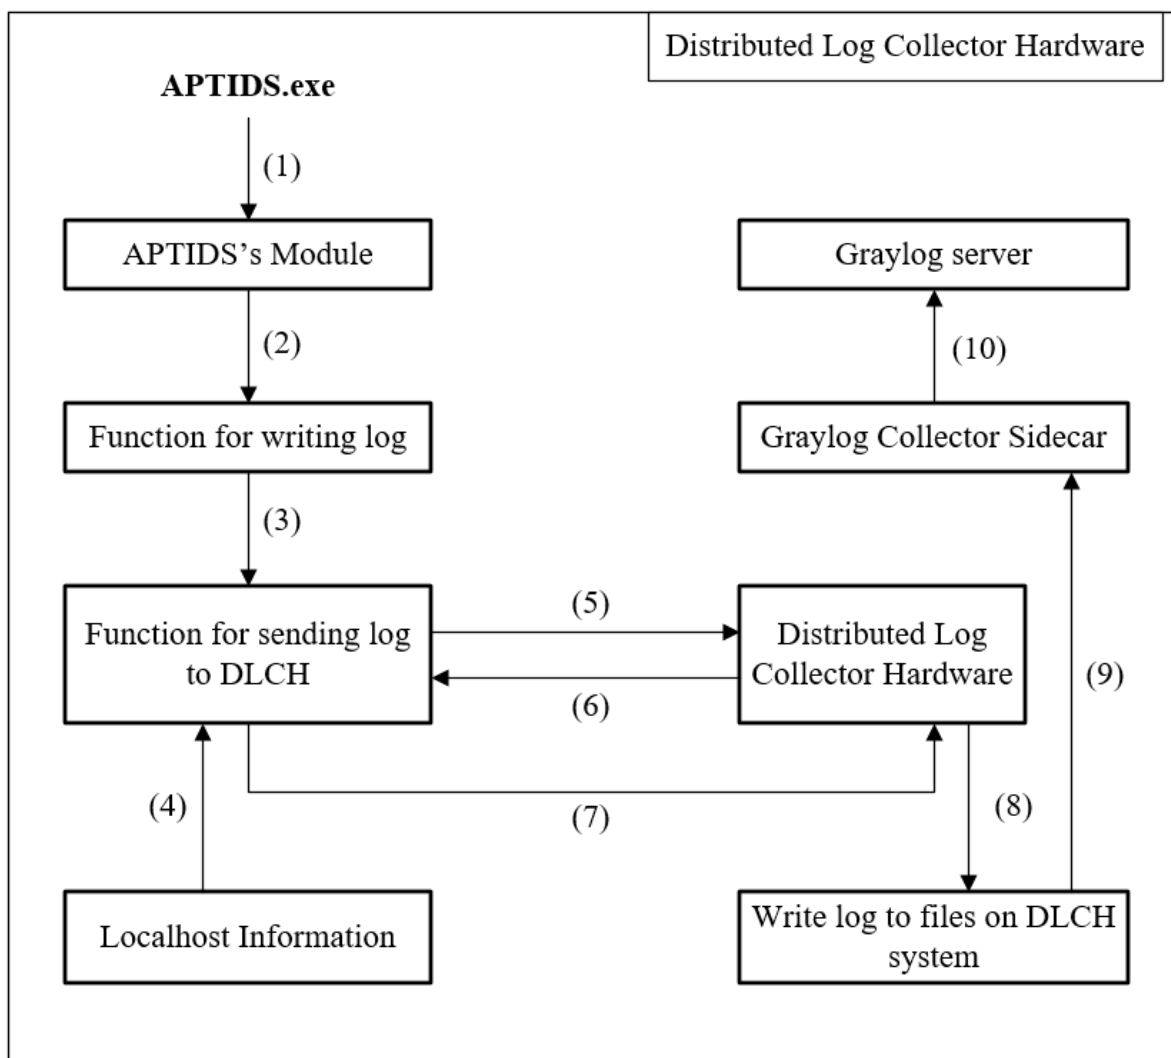 Distributed Log Collector Hardware
APTIDS.exe
(1)
APTIDS’s Module
Graylog server
(2)
(10)
Function for writing log
Graylog Collector Sidecar
(3)
Function for sending log
to DLCH
(5)
(6)
Distributed Log
Collector Hardware
(9)
(4)
(7)
(8)
Localhost Information
Write log to files on DLCH
system